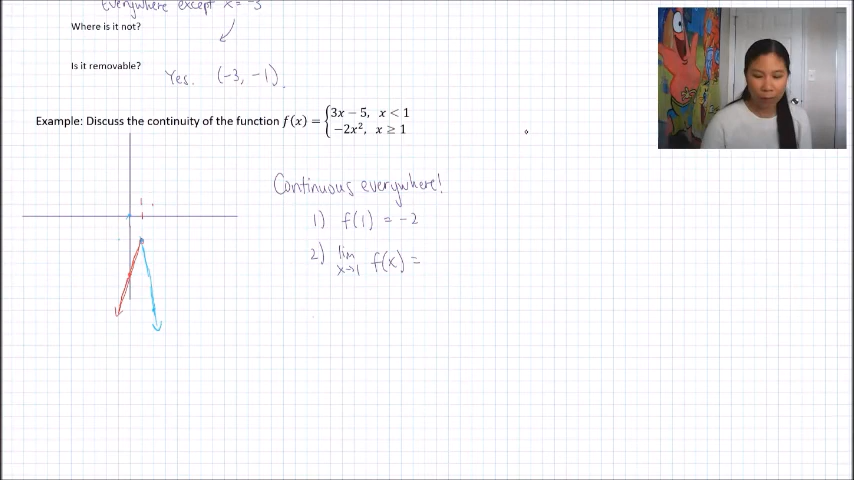 Everywhere except x = -3
Where is it not?
Is it removable?
Yes. (-3, -1).
Example: Discuss the continuity of the function f(x) = {3x − 5, x < 1
−2x², x ≥ 1
Continuous everywhere!
1) f(1) = -2
2) lim x→1 f(x) =
1